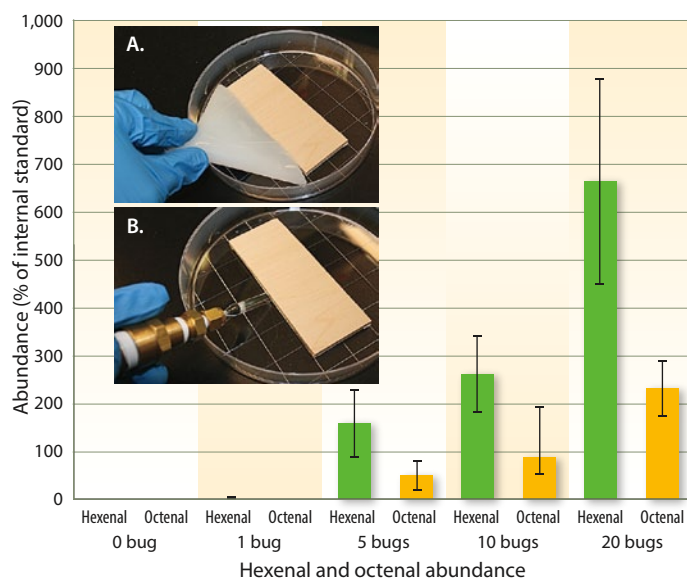 1,000
900
800
700
600
500
400
300
200
100
0
Abundance (% of internal standard)
A.
B.
Hexenal Octenal Hexenal Octenal Hexenal Octenal Hexenal Octenal Hexenal Octenal
0 bug 1 bug 5 bugs 10 bugs 20 bugs
Hexenal and octenal abundance